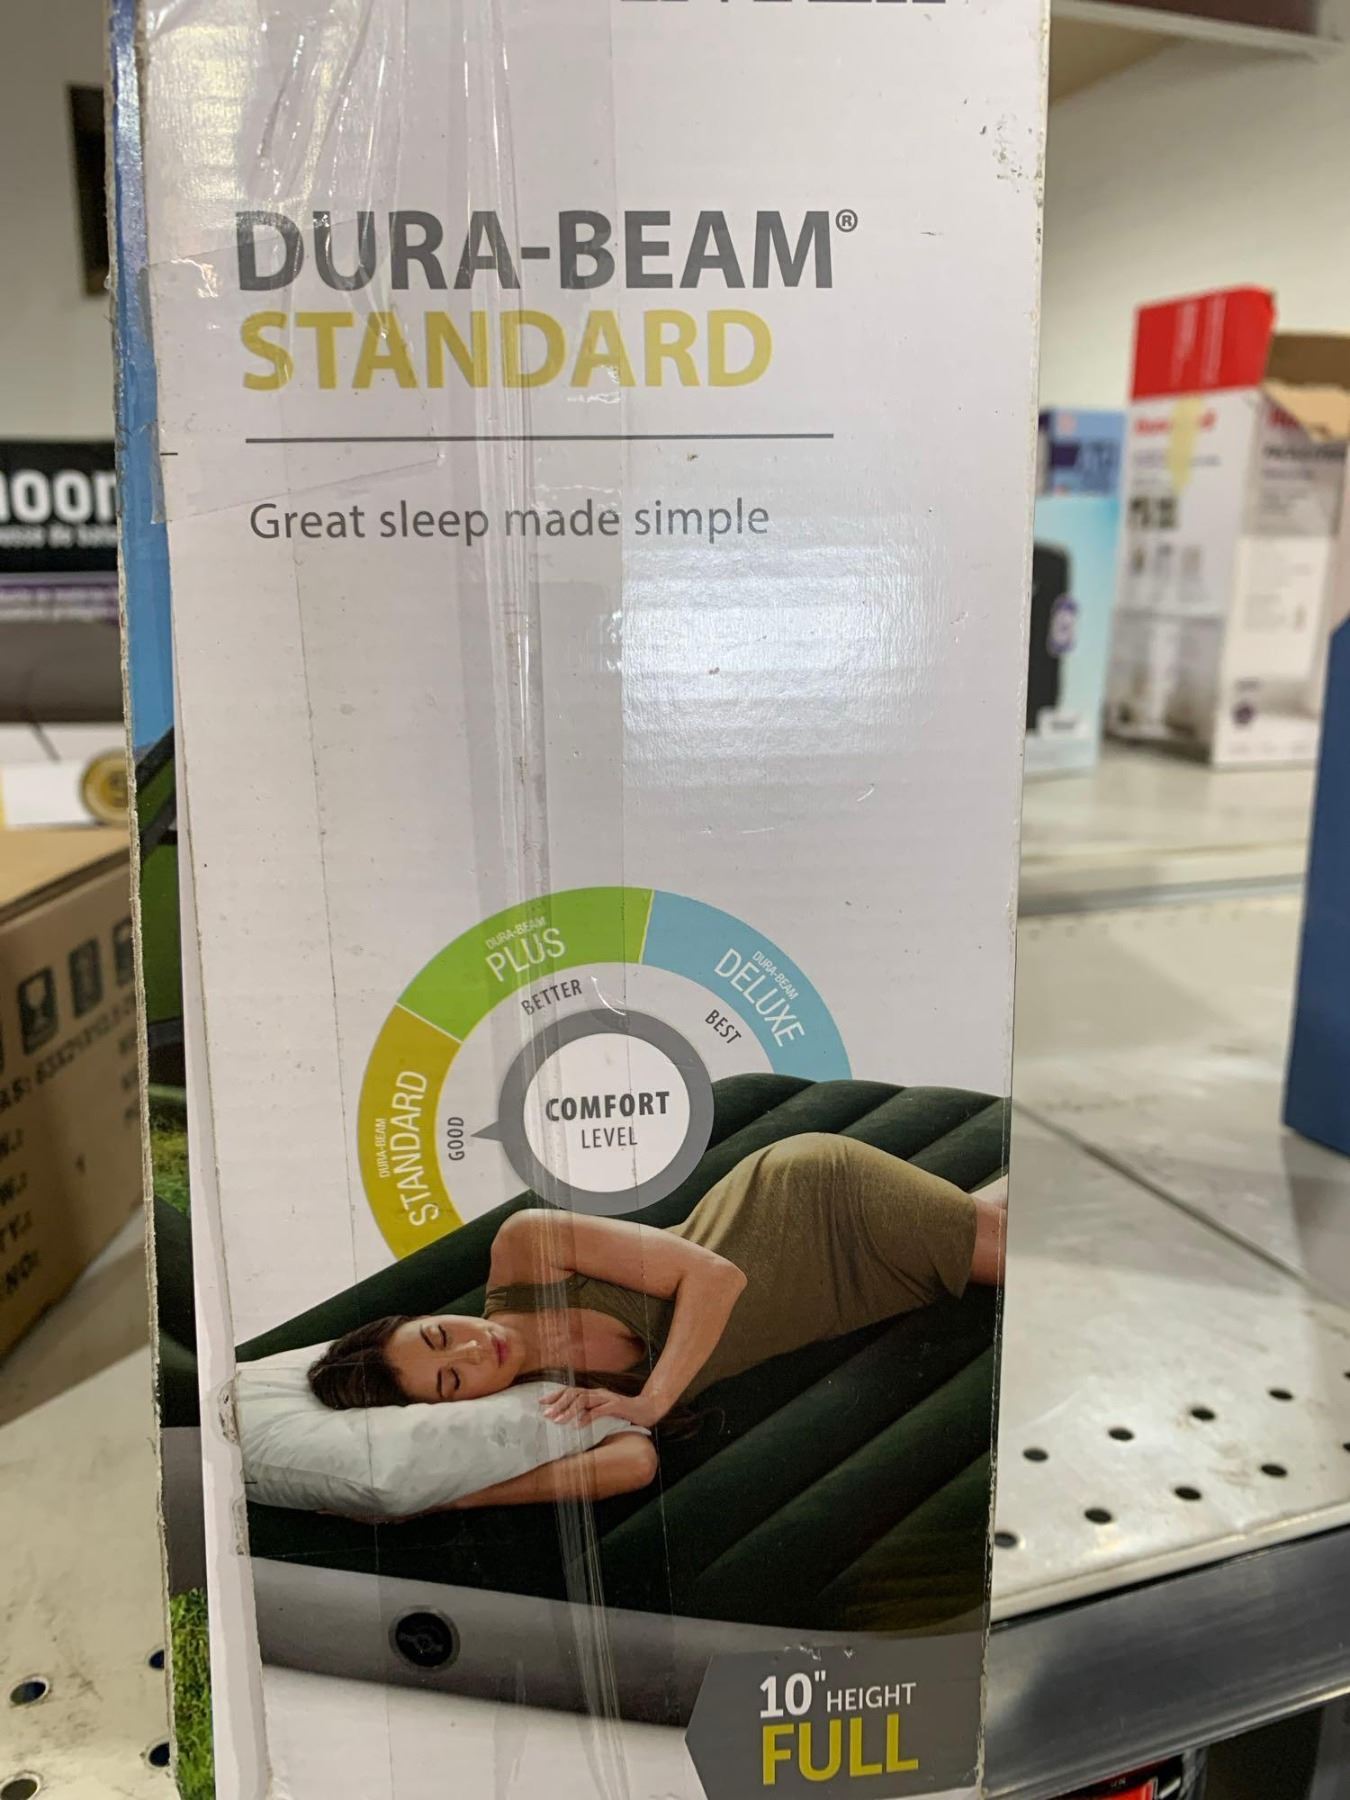 DURA-BEAM®
STANDARD
Great sleep made simple
DURA-BEAM
PLUS
BETTER
DURA-BEAM
DELUXE
BEST
DURA-BEAM
STANDARD
GOOD
COMFORT
LEVEL
10" HEIGHT
FULL